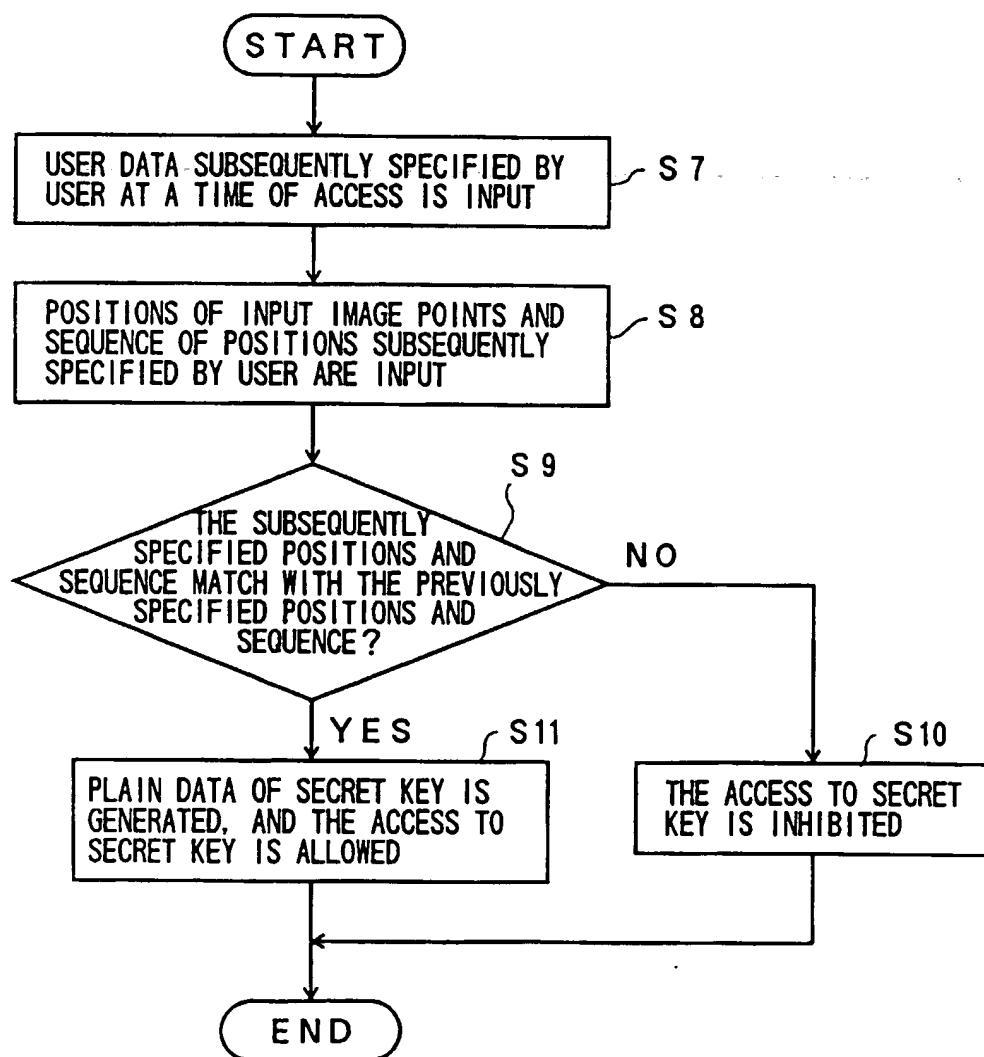 START
USER DATA SUBSEQUENTLY SPECIFIED BY
USER AT A TIME OF ACCESS IS INPUT
S7
POSITIONS OF INPUT IMAGE POINTS AND
SEQUENCE OF POSITIONS SUBSEQUENTLY
SPECIFIED BY USER ARE INPUT
S8
S9
THE SUBSEQUENTLY
SPECIFIED POSITIONS AND
SEQUENCE MATCH WITH THE PREVIOUSLY
SPECIFIED POSITIONS AND
SEQUENCE?
NO
YES
S11
PLAIN DATA OF SECRET KEY IS
GENERATED, AND THE ACCESS TO
SECRET KEY IS ALLOWED
S10
THE ACCESS TO SECRET
KEY IS INHIBITED
END